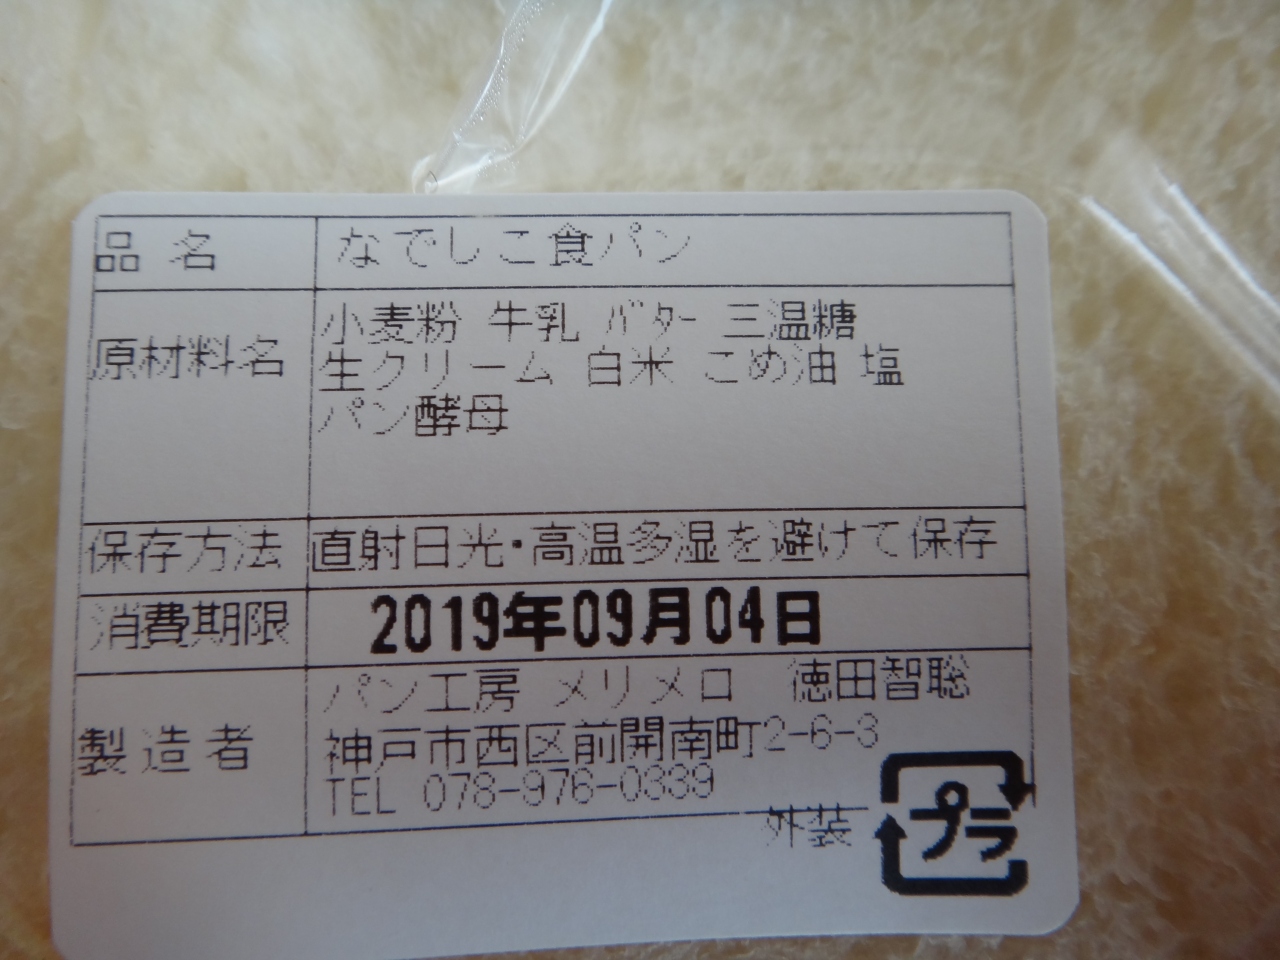 品名 なでしこ食パン
原材料名 小麦粉 牛乳 バター 三温糖
生クリーム 白米 こめ油 塩
パン酵母
保存方法 直射日光・高温多湿を避けて保存
消費期限 2019年09月04日
製造者 パン工房 メリメロ 徳田智聡
神戸市西区前開南町2-6-3
TEL 078-976-0339
外装 プラ